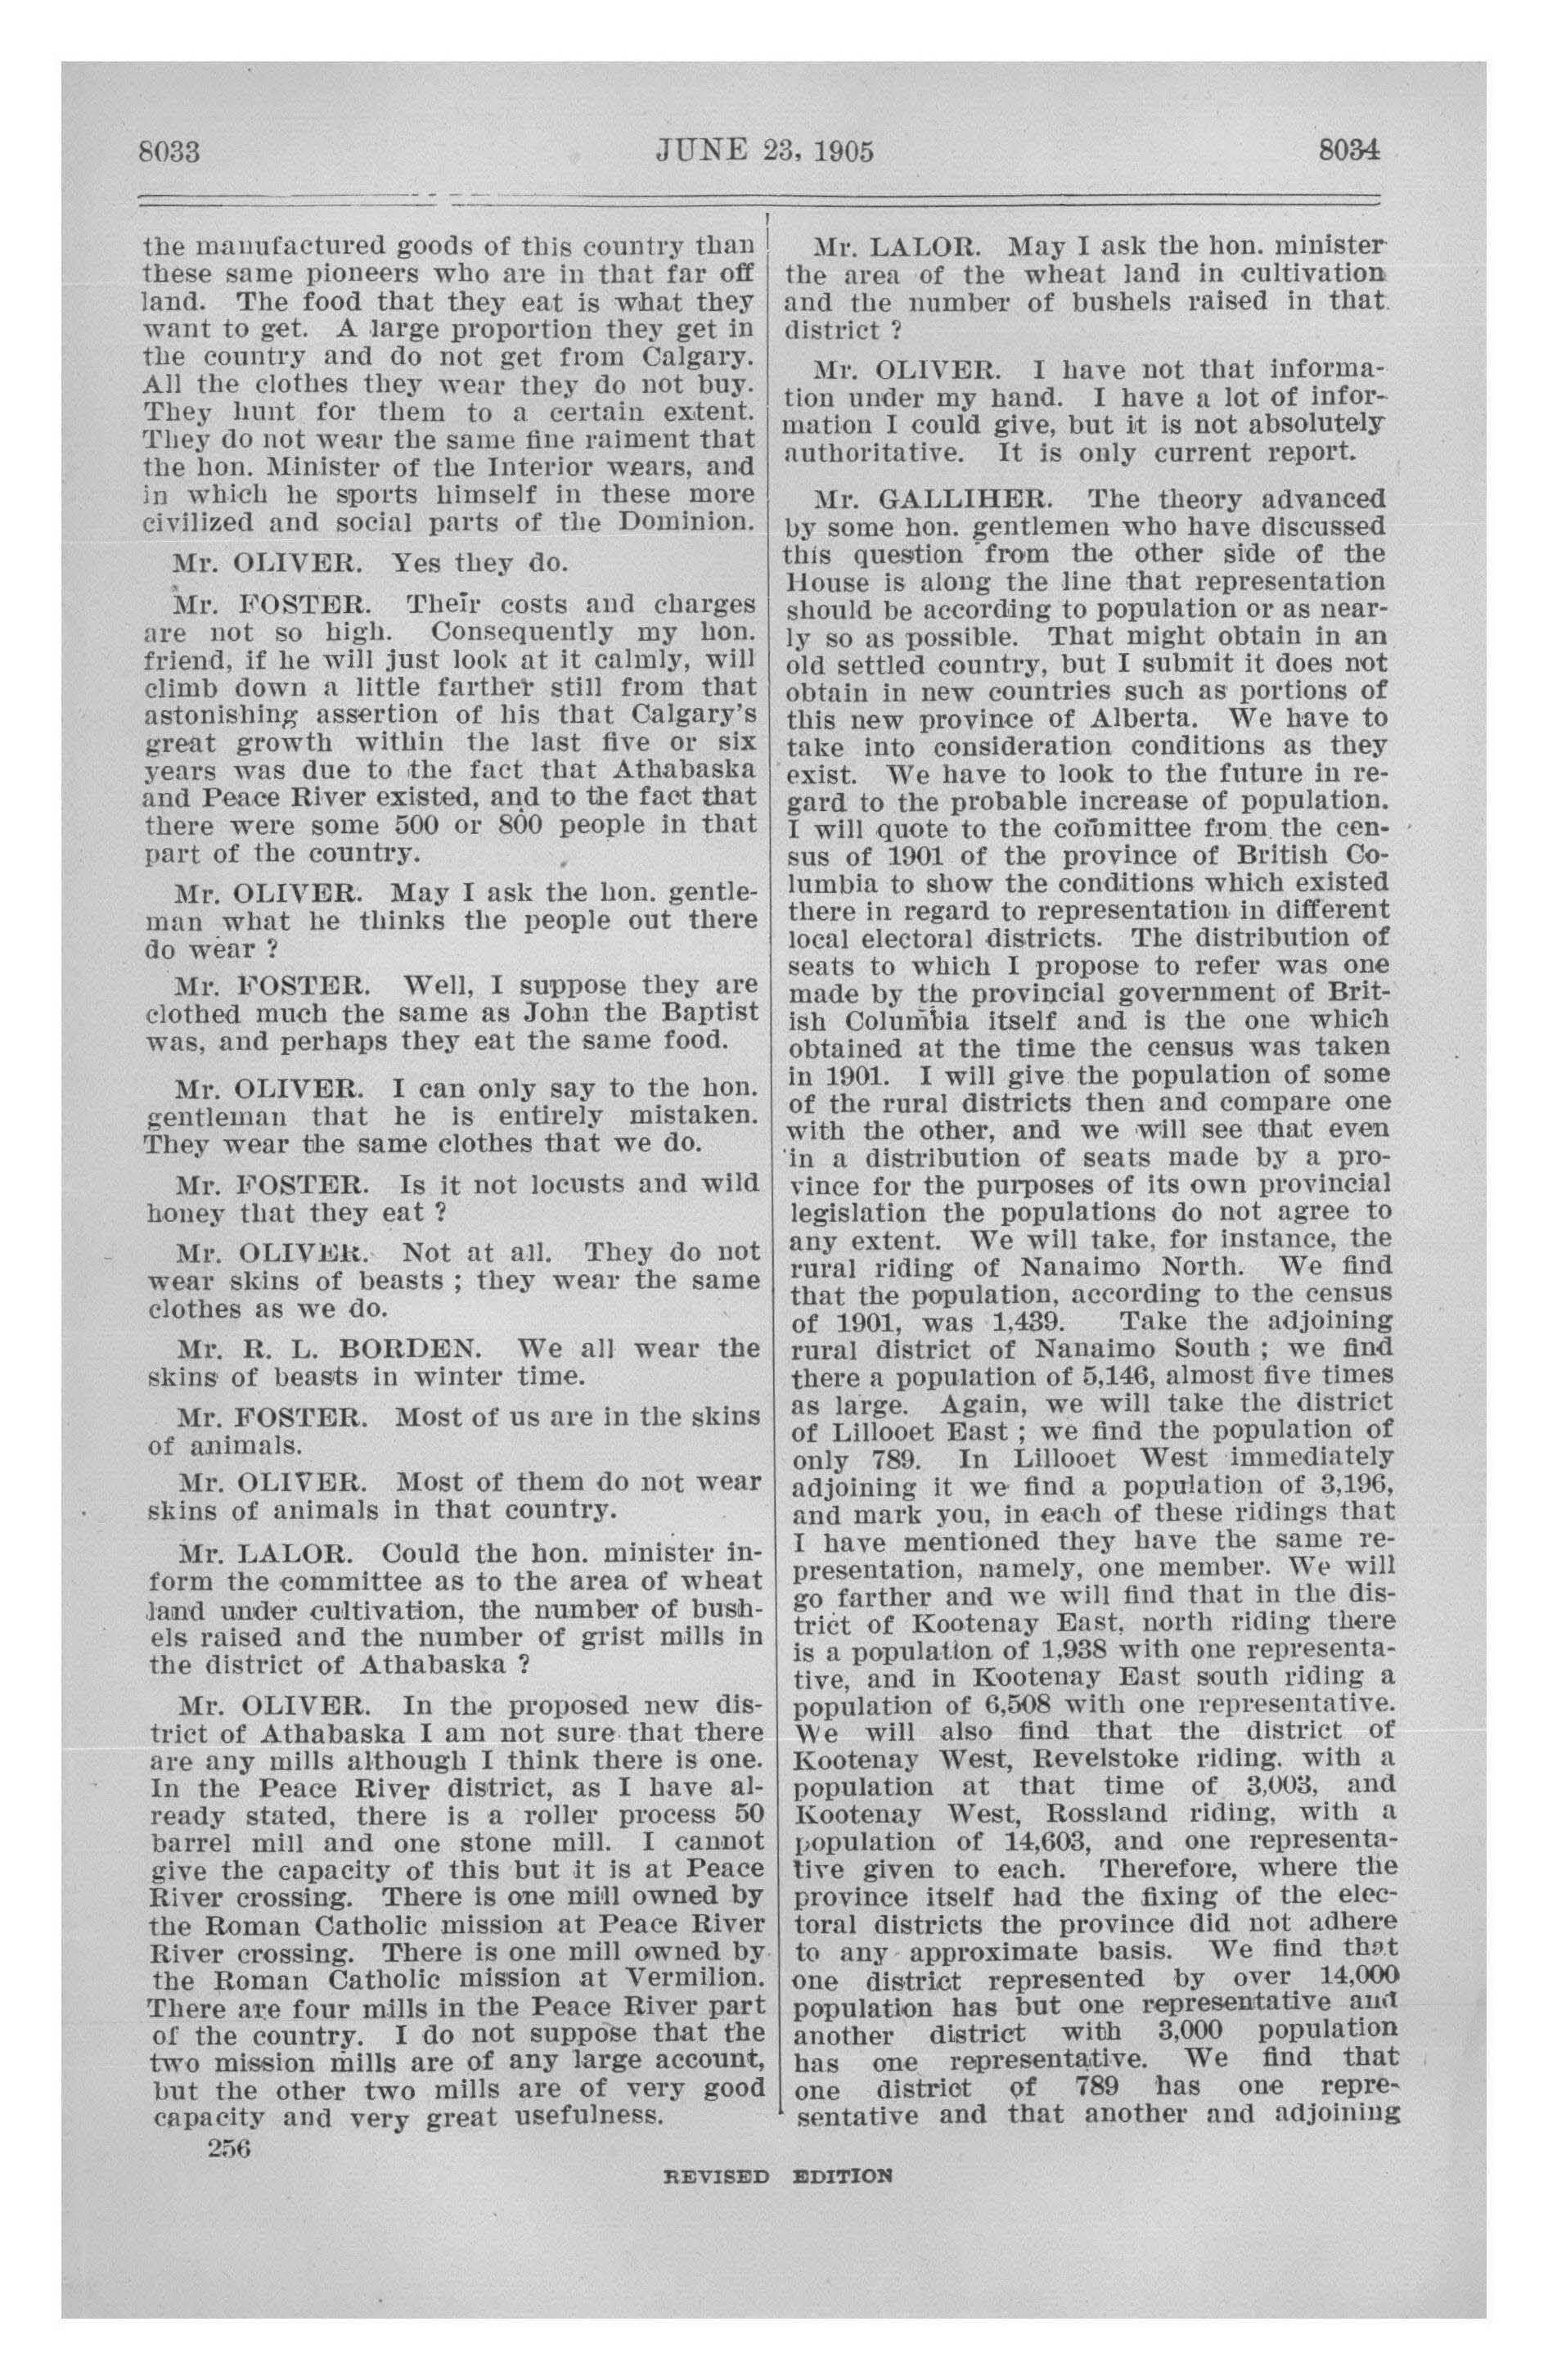 8033
JUNE 23, 1905
8034
the manufactured goods of this country than
these same pioneers who are in that far off
land. The food that they eat is what they
want to get. A large proportion they get in
the country and do not get from Calgary.
All the clothes they wear they do not buy.
They hunt for them to a certain extent.
They do not wear the same fine raiment that
the hon. Minister of the Interior wears, and
in which he sports himself in these more
civilized and social parts of the Dominion.
Mr. OLIVER. Yes they do.
Mr. FOSTER. Their costs and charges
are not so high. Consequently my hon.
friend, if he will just look at it calmly, will
climb down a little farther still from that
astonishing assertion of his that Calgary's
great growth within the last five or six
years was due to the fact that Athabaska
and Peace River existed, and to the fact that
there were some 500 or 800 people in that
part of the country.
Mr. OLIVER. May I ask the hon. gentle-
man what he thinks the people out there
do wear ?
Mr. FOSTER. Well, I suppose they are
clothed much the same as John the Baptist
was, and perhaps they eat the same food.
Mr. OLIVER. I can only say to the hon.
gentleman that he is entirely mistaken.
They wear the same clothes that we do.
Mr. FOSTER. Is it not locusts and wild
honey that they eat ?
Mr. OLIVER. Not at all. They do not
wear skins of beasts ; they wear the same
clothes as we do.
Mr. R. L. BORDEN. We all wear the
skins of beasts in winter time.
Mr. FOSTER. Most of us are in the skins
of animals.
Mr. OLIVER. Most of them do not wear
skins of animals in that country.
Mr. LALOR. Could the hon. minister in-
form the committee as to the area of wheat
land under cultivation, the number of bush-
els raised and the number of grist mills in
the district of Athabaska ?
Mr. OLIVER. In the proposed new dis-
trict of Athabaska I am not sure that there
are any mills although I think there is one.
In the Peace River district, as I have al-
ready stated, there is a roller process 50
barrel mill and one stone mill. I cannot
give the capacity of this but it is at Peace
River crossing. There is one mill owned by
the Roman Catholic mission at Peace River
River crossing. There is one mill owned by
the Roman Catholic mission at Vermilion.
There are four mills in the Peace River part
of the country. I do not suppose that the
two mission mills are of any large account,
but the other two mills are of very good
capacity and very great usefulness.
256
Mr. LALOR. May I ask the hon. minister
the area of the wheat land in cultivation
and the number of bushels raised in that
district ?
Mr. OLIVER. I have not that informa-
tion under my hand. I have a lot of infor-
mation I could give, but it is not absolutely
authoritative. It is only current report.
Mr. GALLIHER. The theory advanced
by some hon. gentlemen who have discussed
this question from the other side of the
House is along the line that representation
should be according to population or as near-
ly so as possible. That might obtain in an
old settled country, but I submit it does not
obtain in new countries such as portions of
this new province of Alberta. We have to
take into consideration conditions as they
exist. We have to look to the future in re-
gard to the probable increase of population.
I will quote to the committee from the cen-
sus of 1901 of the province of British Co-
lumbia to show the conditions which existed
there in regard to representation in different
local electoral districts. The distribution of
seats to which I propose to refer was one
made by the provincial government of Brit-
ish Columbia itself and is the one which
obtained at the time the census was taken
in 1901. I will give the population of some
of the rural districts then and compare one
with the other, and we will see that even
in a distribution of seats made by a pro-
vince for the purposes of its own provincial
legislation the populations do not agree to
any extent. We will take, for instance, the
rural riding of Nanaimo North. We find
that the population, according to the census
of 1901, was 1,439. Take the adjoining
rural district of Nanaimo South ; we find
there a population of 5,146, almost five times
as large. Again, we will take the district
of Lillooet East ; we find the population of
only 789. In Lillooet West immediately
adjoining it we find a population of 3,196,
and mark you, in each of these ridings that
I have mentioned they have the same re-
presentation, namely, one member. We will
go farther and we will find that in the dis-
trict of Kootenay East, north riding there
is a population of 1,938 with one representa-
tive, and in Kootenay East south riding a
population of 6,508 with one representative.
We will also find that the district of
Kootenay West, Revelstoke riding, with a
population at that time of 3,003, and
Kootenay West, Rossland riding, with a
population of 14,603, and one representa-
tive given to each. Therefore, where the
province itself had the fixing of the elec-
toral districts the province did not adhere
to any approximate basis. We find that
one district represented by over 14,000
population has but one representative and
another district with 3,000 population
has one representative. We find that
one district of 789 has one repre-
sentative and that another and adjoining
REVISED EDITION